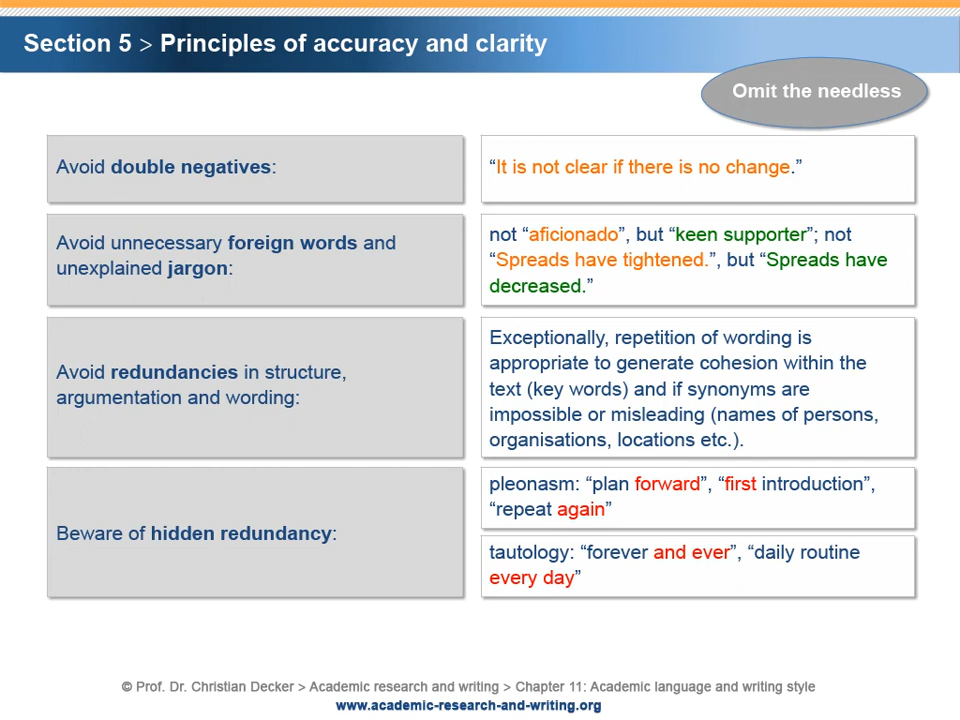 Section 5 > Principles of accuracy and clarity
Omit the needless
Avoid double negatives:
“It is not clear if there is no change.”
Avoid unnecessary foreign words and
unexplained jargon:
not “aficionado”, but “keen supporter”; not
“Spreads have tightened.”, but “Spreads have
decreased.”
Avoid redundancies in structure,
argumentation and wording:
Exceptionally, repetition of wording is
appropriate to generate cohesion within the
text (key words) and if synonyms are
impossible or misleading (names of persons,
organisations, locations etc.).
Beware of hidden redundancy:
pleonasm: “plan forward”, “first introduction”,
“repeat again”
tautology: “forever and ever”, “daily routine
every day”
© Prof. Dr. Christian Decker > Academic research and writing > Chapter 11: Academic language and writing style
www.academic-research-and-writing.org